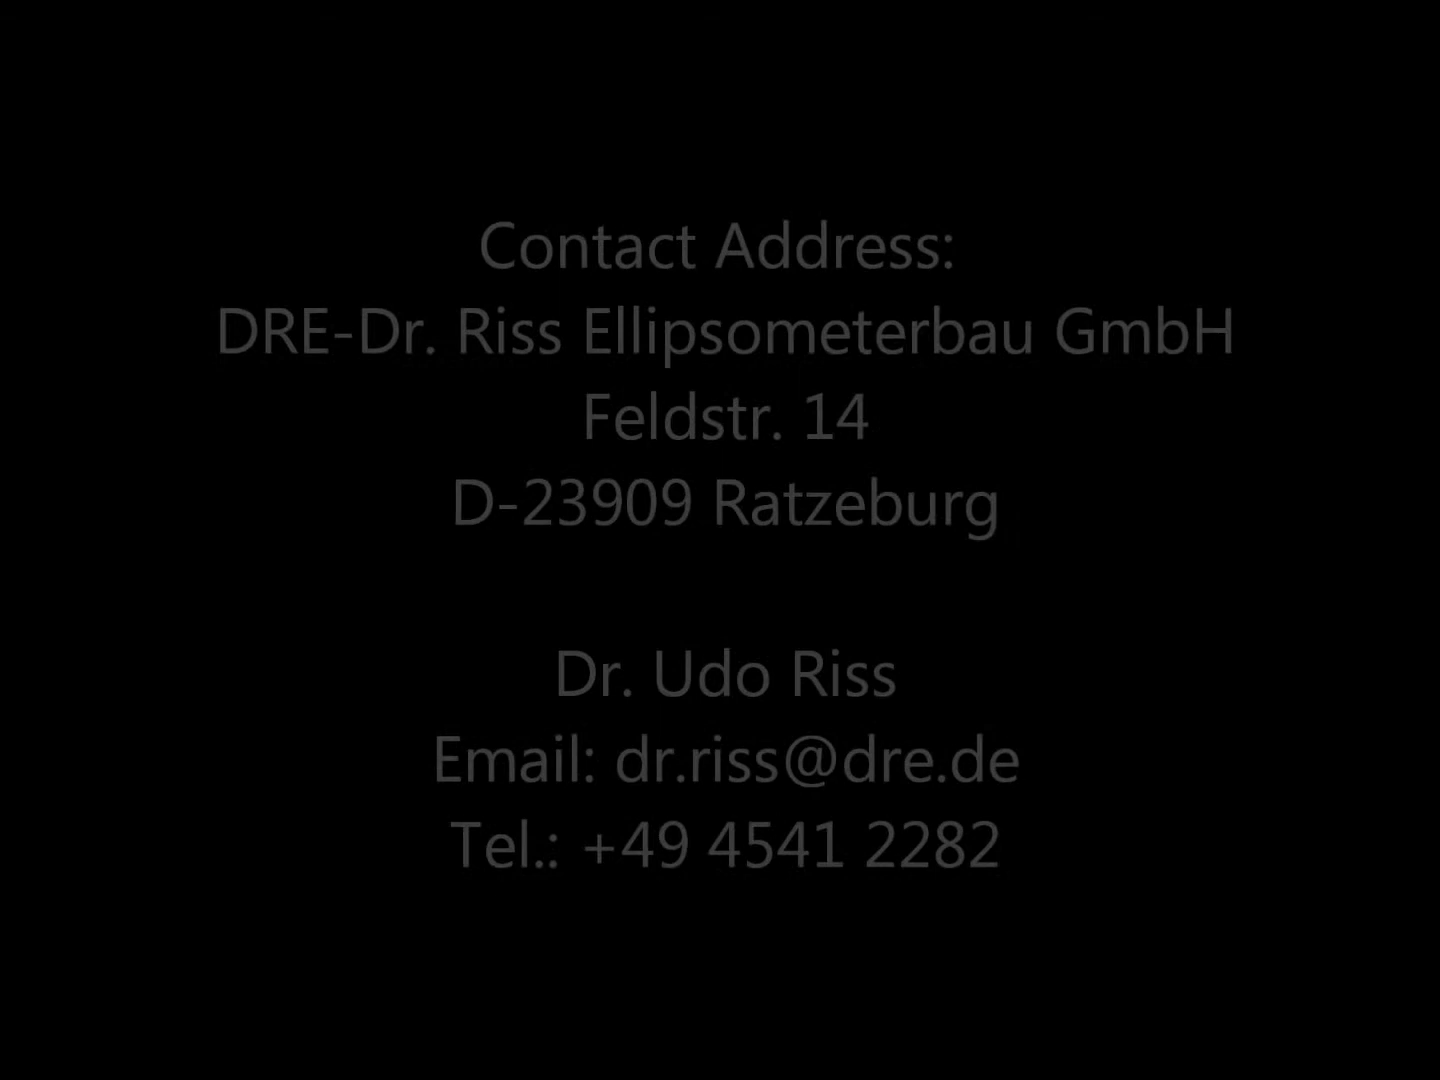 Contact Address:
DRE-Dr. Riss Ellipsometerbau GmbH
Feldstr. 14
D-23909 Ratzeburg
Dr. Udo Riss
Email: dr.riss@dre.de
Tel.: +49 4541 2282